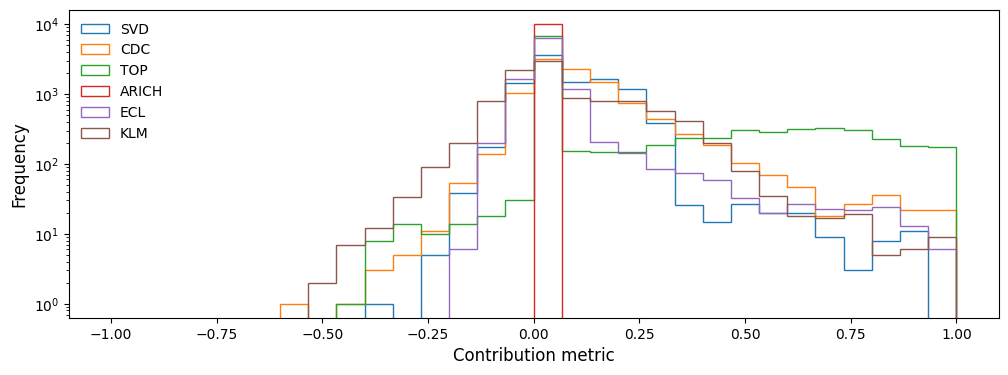 SVD
CDC
TOP
ARICH
ECL
KLM
Frequency
10⁴
10³
10²
10¹
10⁰
−1.00 −0.75 −0.50 −0.25 0.00 0.25 0.50 0.75 1.00
Contribution metric